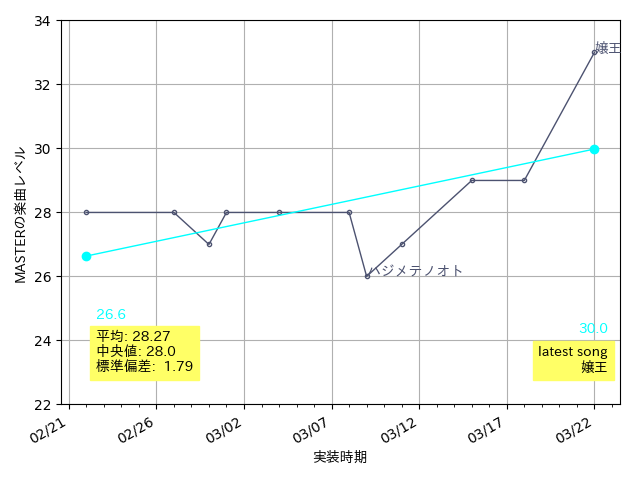 34
32
30
28
26
24
22
MASTERの楽曲レベル
嬢王
ハジメテノオト
26.6
平均: 28.27
中央値: 28.0
標準偏差: 1.79
30.0
latest song
嬢王
02/21
02/26
03/02
03/07
03/12
03/17
03/22
実装時期